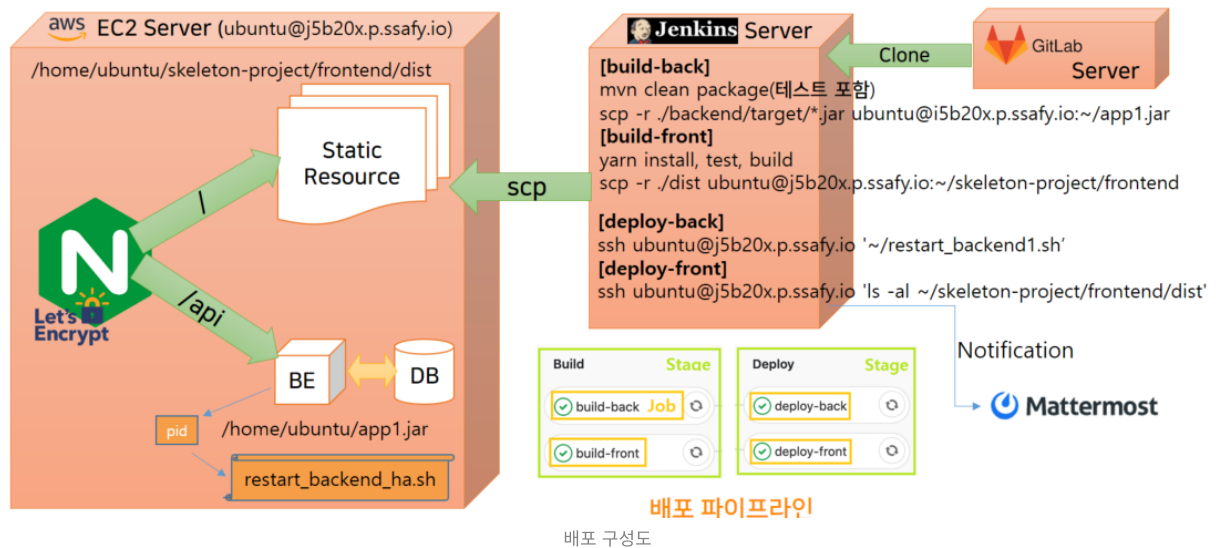 aws EC2 Server (ubuntu@j5b20x.p.ssafy.io)
/home/ubuntu/skeleton-project/frontend/dist
Static
Resource
/
/api
Let's
Encrypt
BE
DB
pid
/home/ubuntu/app1.jar
restart_backend_ha.sh
scp
Jenkins Server
[build-back]
mvn clean package(테스트 포함)
scp -r ./backend/target/*.jar ubuntu@i5b20x.p.ssafy.io:~/app1.jar
[build-front]
yarn install, test, build
scp -r ./dist ubuntu@j5b20x.p.ssafy.io:~/skeleton-project/frontend
[deploy-back]
ssh ubuntu@j5b20x.p.ssafy.io '~/restart_backend1.sh’
[deploy-front]
ssh ubuntu@j5b20x.p.ssafy.io 'ls -al ~/skeleton-project/frontend/dist'
Clone
GitLab
Server
Notification
Mattermost
Build Stage
build-back Job
build-front
Deploy Stage
deploy-back
deploy-front
배포 파이프라인
배포 구성도